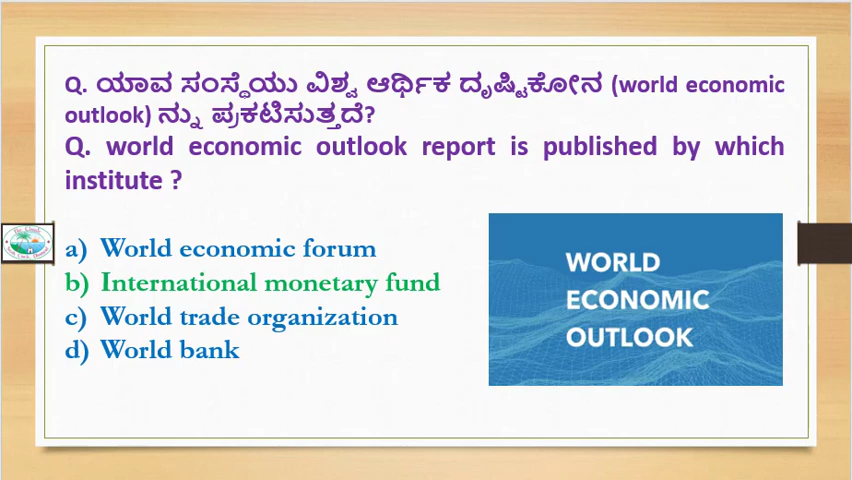 Q. ಯಾವ ಸಂಸ್ಥೆಯು ವಿಶ್ವ ಆರ್ಥಿಕ ದೃಷ್ಟಿಕೋನ (world economic
outlook) ನ್ನು ಪ್ರಕಟಿಸುತ್ತದೆ?
Q. world economic outlook report is published by which
institute ?
a) World economic forum
b) International monetary fund
c) World trade organization
d) World bank
WORLD
ECONOMIC
OUTLOOK